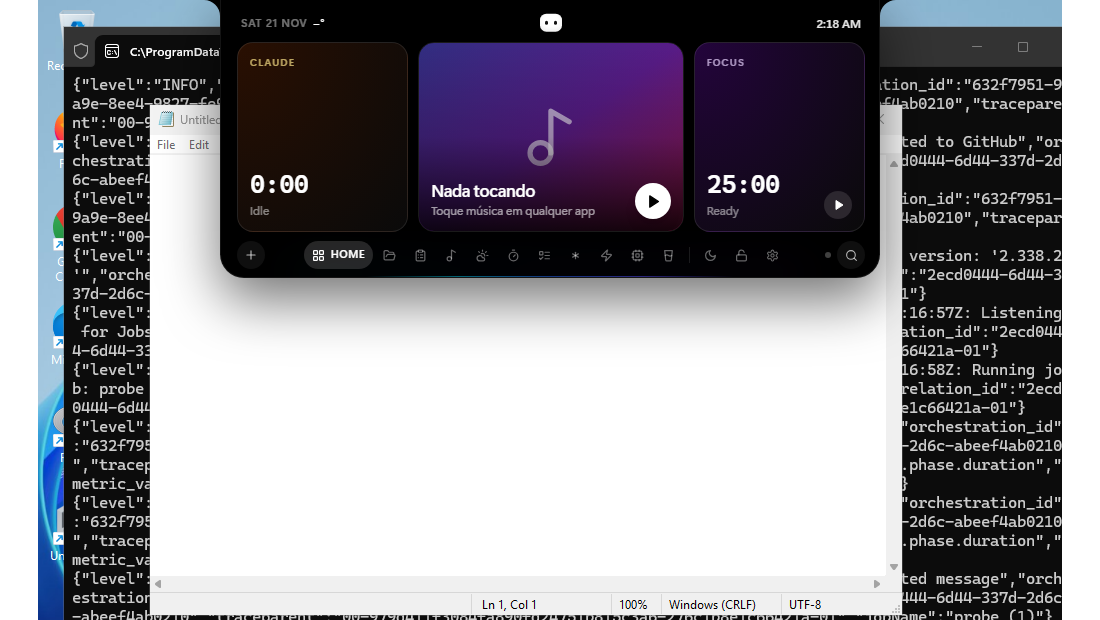 SAT 21 NOV –°
2:18 AM
CLAUDE
0:00
Idle
Nada tocando
Toque música em qualquer app
FOCUS
25:00
Ready
HOME
C:\ProgramData
Untitled
File Edit
{"level":"INFO","
a9e-8ee4-9827-
nt":"00-9
{"level":
chestrati
6c-abeef4
{"level":
9a9e-8ee4
ent":"00-
{"level":
'","orche
37d-2d6c-
{"level":
for Jobs
4-6d44-33
{"level":
b: probe
0444-6d44
{"level":
:"632f795
","tracep
metric_va
{"level":
:"632f795
","tracep
metric_va
{"level":
estration
ation_id":"632f7951-9
f4ab0210","tracepare
ted to GitHub","or
d0444-6d44-337d-2d
ation_id":"632f7951-
f4ab0210","tracepar
version: '2.338.2
":"2ecd0444-6d44-3
1"}
:16:57Z: Listening
ation_id":"2ecd044
66421a-01"}
16:58Z: Running jo
relation_id":"2ecd
e1c66421a-01"}
"orchestration_id"
-2d6c-abeef4ab0210
.phase.duration","
}
"orchestration_id"
-2d6c-abeef4ab0210
.phase.duration","
}
ted message","orch
444-6d44-337d-2d6c
Ln 1, Col 1
100%
Windows (CRLF)
UTF-8